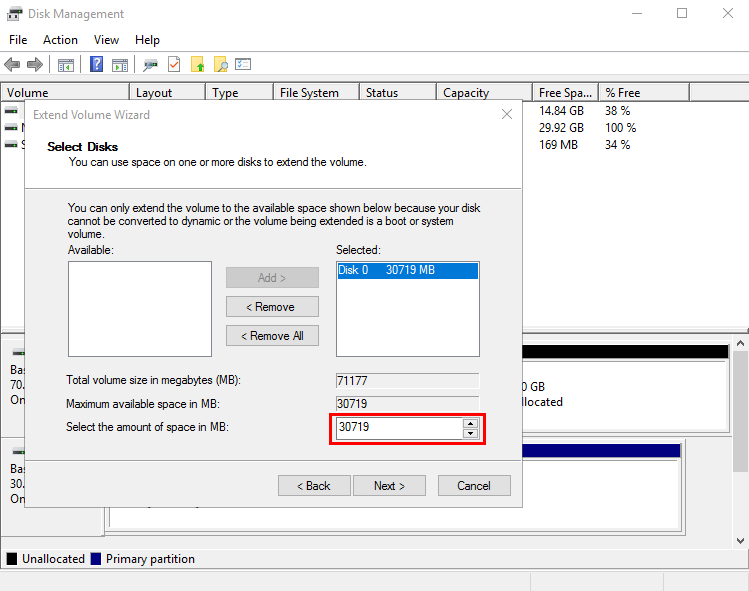 Disk Management
File Action View Help
Volume Layout Type File System Status Capacity Free Spa... % Free
14.84 GB 38 %
29.92 GB 100 %
169 MB 34 %
Extend Volume Wizard
Select Disks
You can use space on one or more disks to extend the volume.
You can only extend the volume to the available space shown below because your disk
cannot be converted to dynamic or the volume being extended is a boot or system
volume.
Available: Selected:
Disk 0 30719 MB
Add >
< Remove
< Remove All
Total volume size in megabytes (MB): 71177
Maximum available space in MB: 30719
Select the amount of space in MB: 30719
< Back Next > Cancel
Bas
70.
On
0 GB
llocated
Bas
30.
On
Unallocated Primary partition